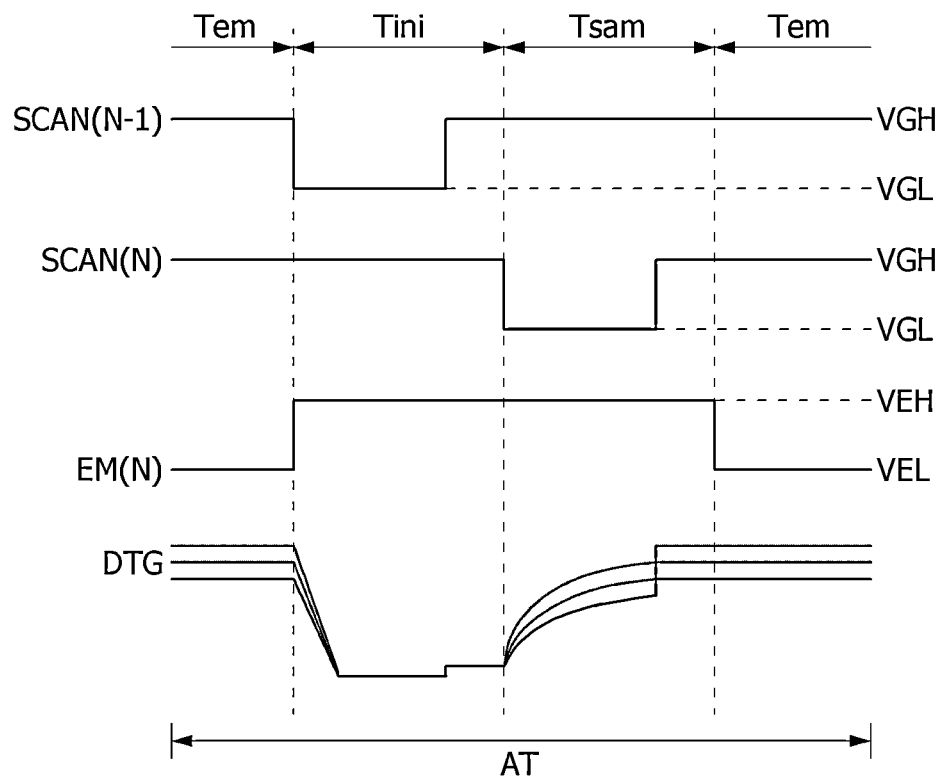 Tem Tini Tsam Tem
SCAN(N-1) VGH
VGL
SCAN(N) VGH
VGL
VEH
EM(N) VEL
DTG
AT